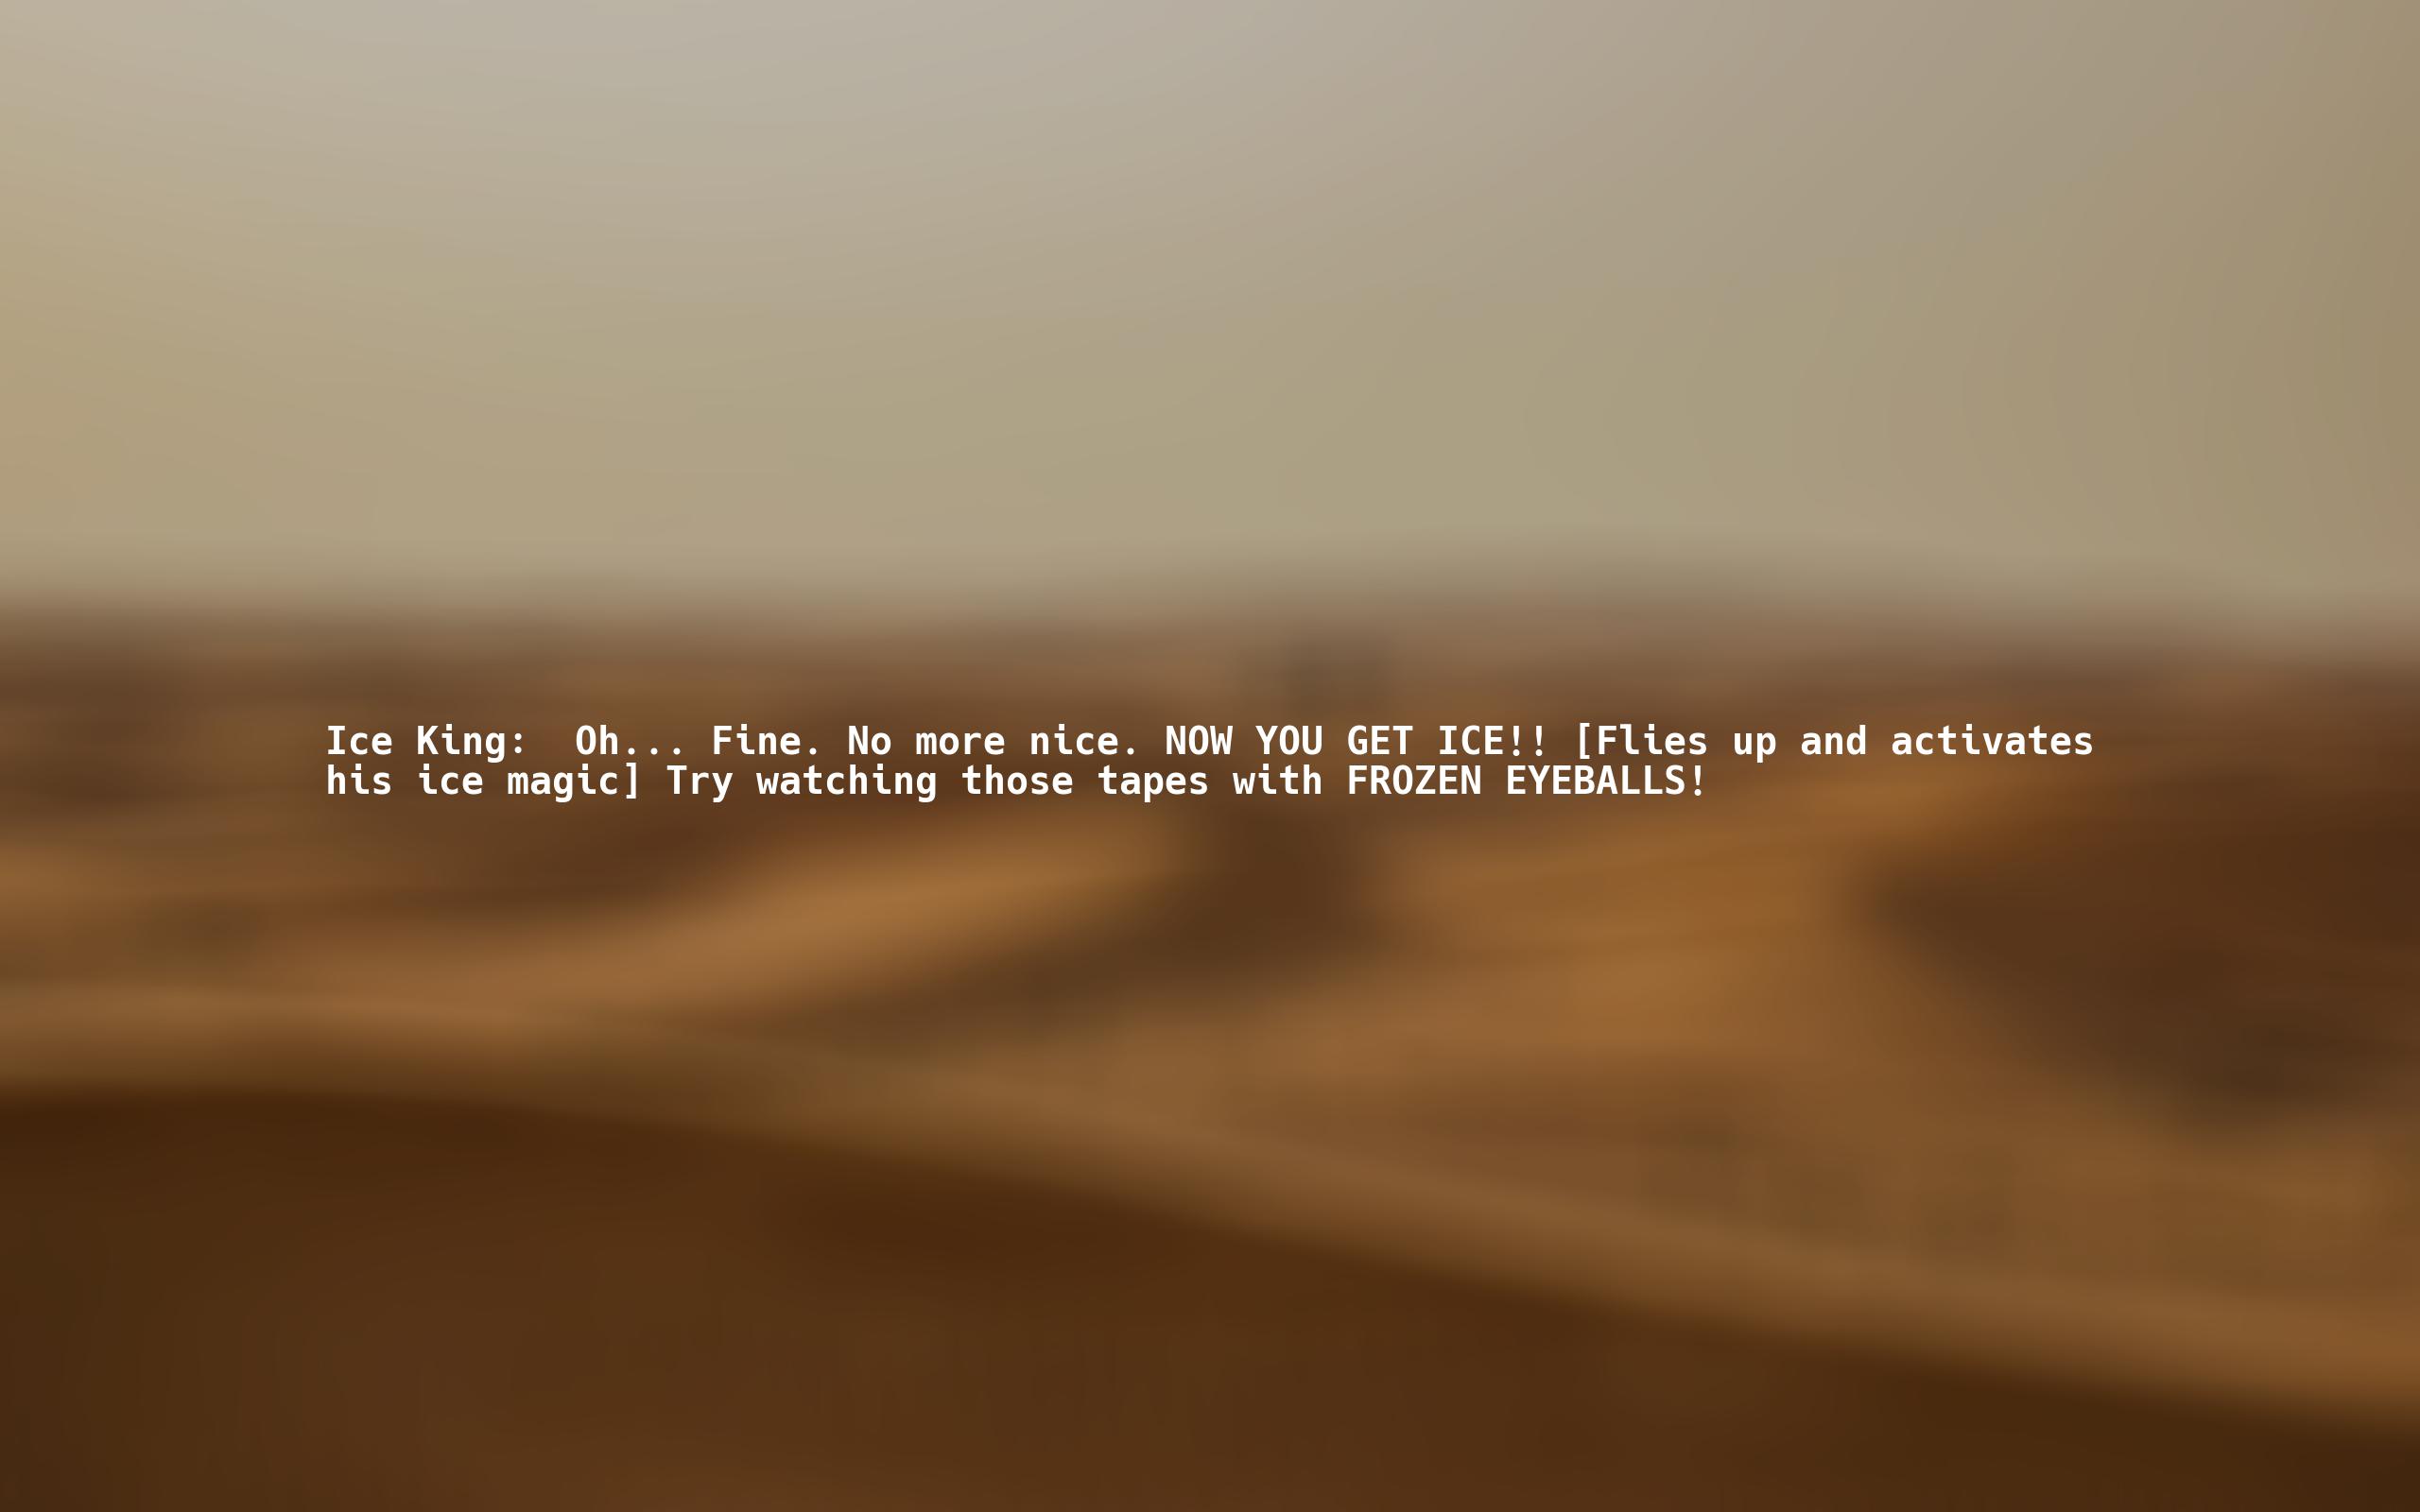 Ice King:  Oh... Fine. No more nice. NOW YOU GET ICE!! [Flies up and activates
his ice magic] Try watching those tapes with FROZEN EYEBALLS!